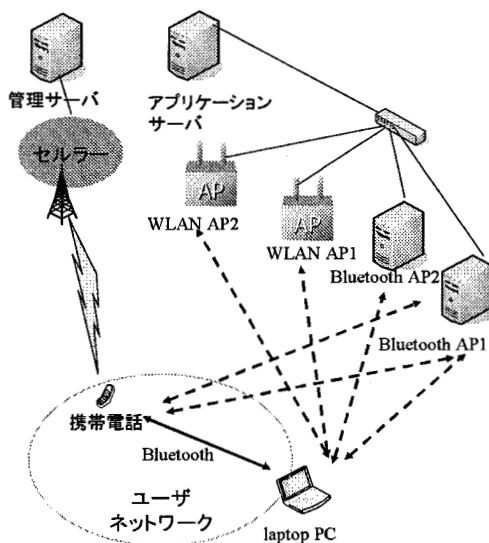 管理サーバ
アプリケーション
サーバ
セルラー
AP
WLAN AP2
AP
WLAN AP1
Bluetooth AP2
Bluetooth AP1
携帯電話
Bluetooth
ユーザ
ネットワーク
laptop PC